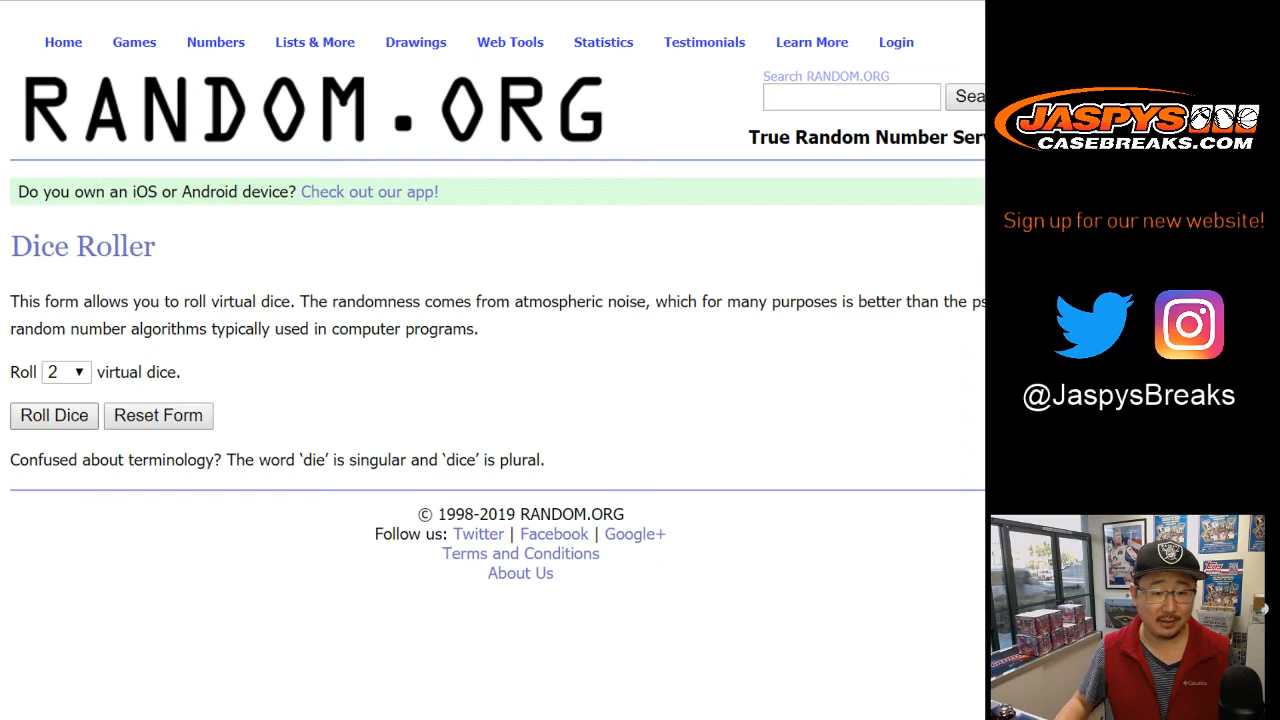 Home Games Numbers Lists & More Drawings Web Tools Statistics Testimonials Learn More Login
RANDOM.ORG
Search RANDOM.ORG
Sea
True Random Number Ser
Do you own an iOS or Android device? Check out our app!
Dice Roller
This form allows you to roll virtual dice. The randomness comes from atmospheric noise, which for many purposes is better than the ps
random number algorithms typically used in computer programs.
Roll 2 virtual dice.
Roll Dice Reset Form
Confused about terminology? The word ‘die’ is singular and ‘dice’ is plural.
© 1998-2019 RANDOM.ORG
Follow us: Twitter | Facebook | Google+
Terms and Conditions
About Us
JASPYS
CASEBREAKS.COM
Sign up for our new website!
@JaspysBreaks
Columbia